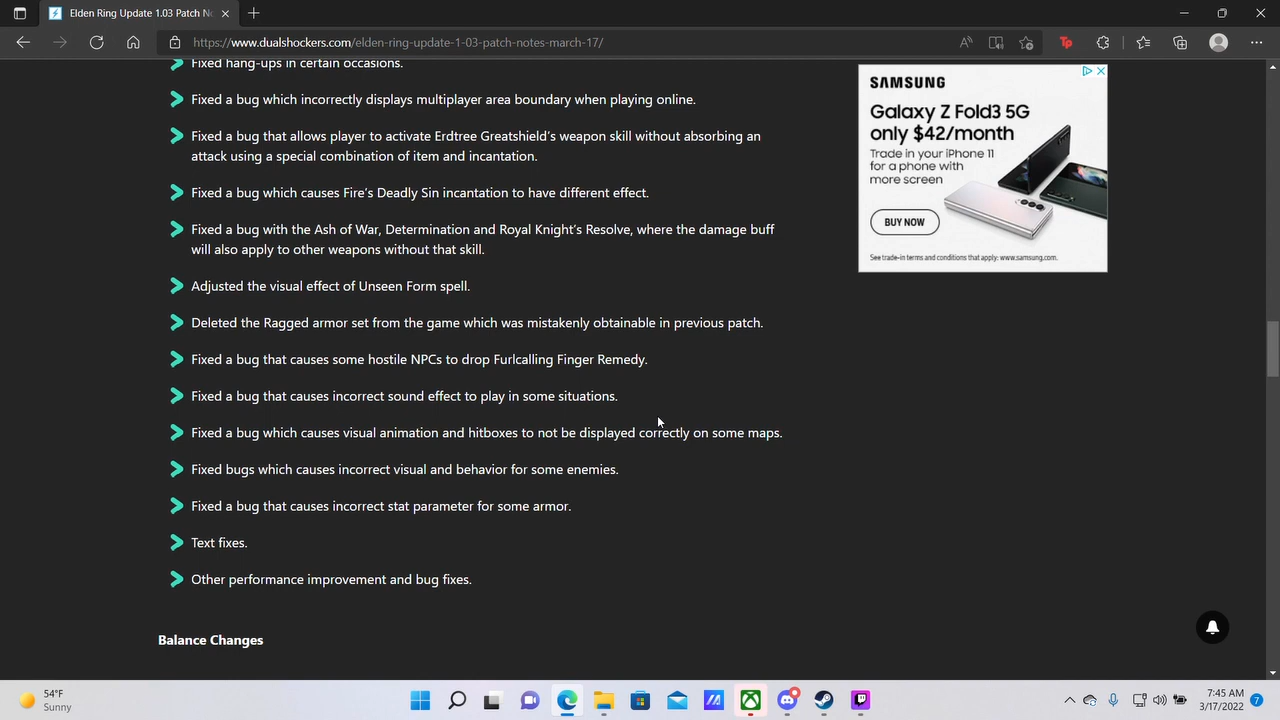 Elden Ring Update 1.03 Patch No
https://www.dualshockers.com/elden-ring-update-1-03-patch-notes-march-17/
Fixed hang-ups in certain occasions.
Fixed a bug which incorrectly displays multiplayer area boundary when playing online.
Fixed a bug that allows player to activate Erdtree Greatshield's weapon skill without absorbing an
attack using a special combination of item and incantation.
Fixed a bug which causes Fire's Deadly Sin incantation to have different effect.
Fixed a bug with the Ash of War, Determination and Royal Knight's Resolve, where the damage buff
will also apply to other weapons without that skill.
Adjusted the visual effect of Unseen Form spell.
Deleted the Ragged armor set from the game which was mistakenly obtainable in previous patch.
Fixed a bug that causes some hostile NPCs to drop Furlcalling Finger Remedy.
Fixed a bug that causes incorrect sound effect to play in some situations.
Fixed a bug which causes visual animation and hitboxes to not be displayed correctly on some maps.
Fixed bugs which causes incorrect visual and behavior for some enemies.
Fixed a bug that causes incorrect stat parameter for some armor.
Text fixes.
Other performance improvement and bug fixes.
Balance Changes
SAMSUNG
Galaxy Z Fold3 5G
only $42/month
Trade in your iPhone 11
for a phone with
more screen
BUY NOW
See trade-in terms and conditions that apply: www.samsung.com.
54°F
Sunny
7:45 AM
3/17/2022
7